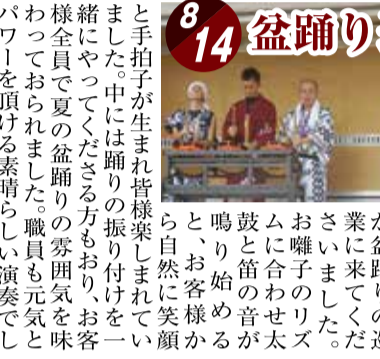 8/14
盆踊り
が盆踊りの
業に来てくだ
さいました。
お囃子のリズ
ムに合わせ太
鼓と笛の音が
鳴り始める
と、お客様か
ら自然に笑顔
と手拍子が生まれ皆様楽しまれてい
ました。中には踊りの振り付けを一
緒にやってくださる方もおり、お客
様全員で夏の盆踊りの雰囲気を味
わっておられました。職員も元気と
パワーを頂ける素晴らしい演奏でし